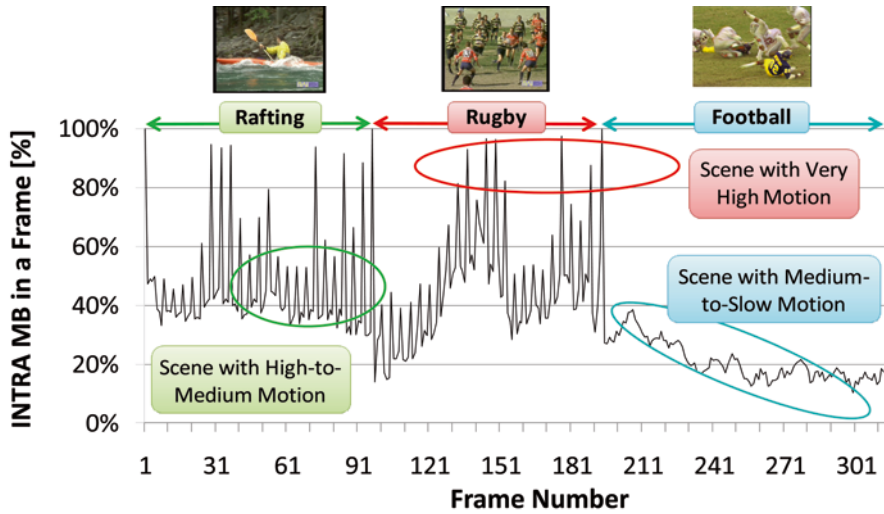 Rafting
Rugby
Football
INTRA MB in a Frame [%]
100%
80%
60%
40%
20%
0%
Scene with Very
High Motion
Scene with Medium-
to-Slow Motion
Scene with High-to-
Medium Motion
1 31 61 91 121 151 181 211 241 271 301
Frame Number